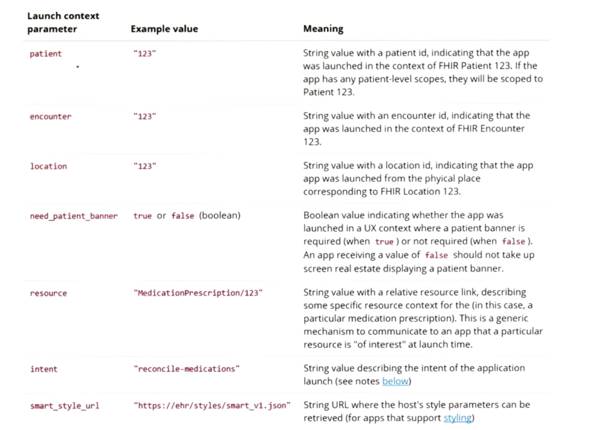 Launch context
parameter Example value Meaning
patient "123" String value with a patient id, indicating that the app
was launched in the context of FHIR Patient 123. If the
app has any patient-level scopes, they will be scoped to
Patient 123.
encounter "123" String value with an encounter id, indicating that the
app was launched in the context of FHIR Encounter
123.
location "123" String value with a location id, indicating that the app
app was launched from the phyical place
corresponding to FHIR Location 123.
need_patient_banner true or false (boolean) Boolean value indicating whether the app was
launched in a UX context where a patient banner is
required (when true) or not required (when false).
An app receiving a value of false should not take up
screen real estate displaying a patient banner.
resource "MedicationPrescription/123" String value with a relative resource link, describing
some specific resource context for the (in this case, a
particular medication prescription). This is a generic
mechanism to communicate to an app that a particular
resource is "of interest" at launch time.
intent "reconcile-medications" String value describing the intent of the application
launch (see notes below)
smart_style_url "https://ehr/styles/smart_v1.json" String URL where the host's style parameters can be
retrieved (for apps that support styling)